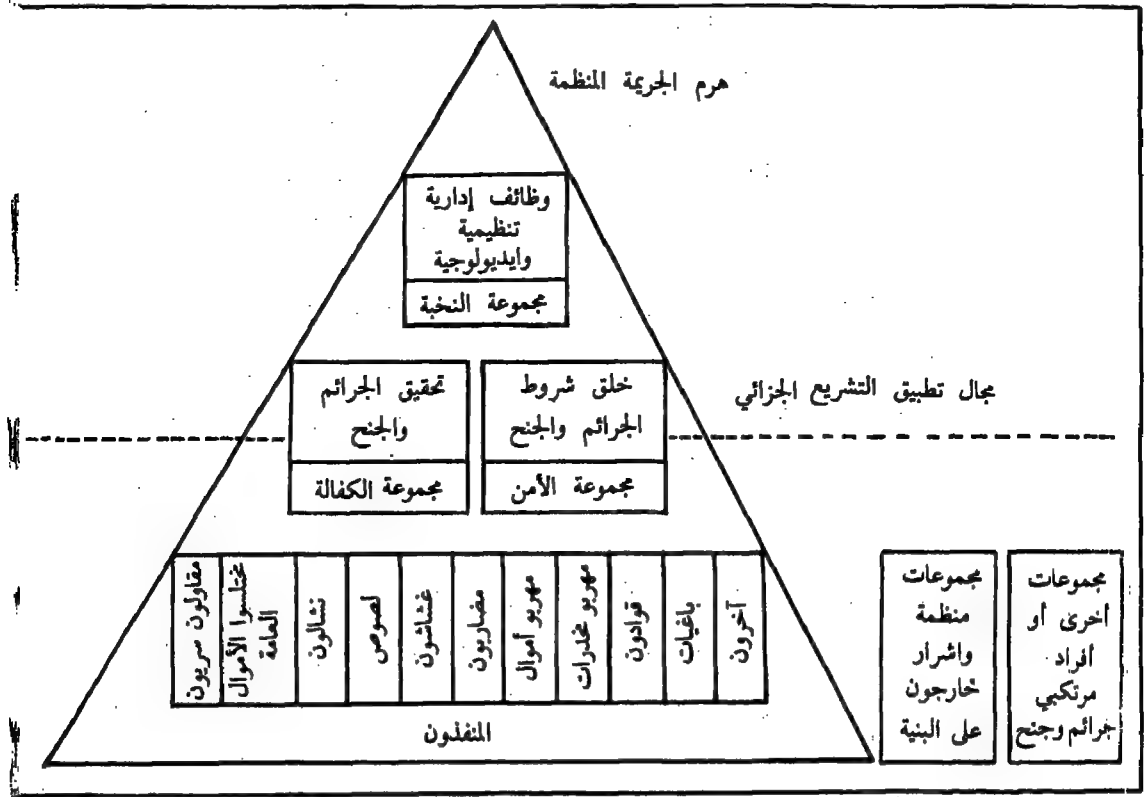 هرم الجريمة المنظمة
وظائف إدارية
تنظيمية
وايديولوجية
مجموعة النخبة
خلق شروط
الجرائم والجنح
مجموعة الأمن
تحقيق الجرائم
والجنح
مجموعة الكفالة
مجال تطبيق التشريع الجزائي
آخرون
باغيات
قوادون
مهربو مخدرات
مهربو أموال
مضاربون
غشاشون
لصوص
نشالون
مختلسوا الأموال
العامة
مقاولون سريون
المنفذون
مجموعات
أخرى أو
أفراد
مرتكبي
جرائم وجنح
مجموعات
منظمة
واشرار
خارجون
على البنية